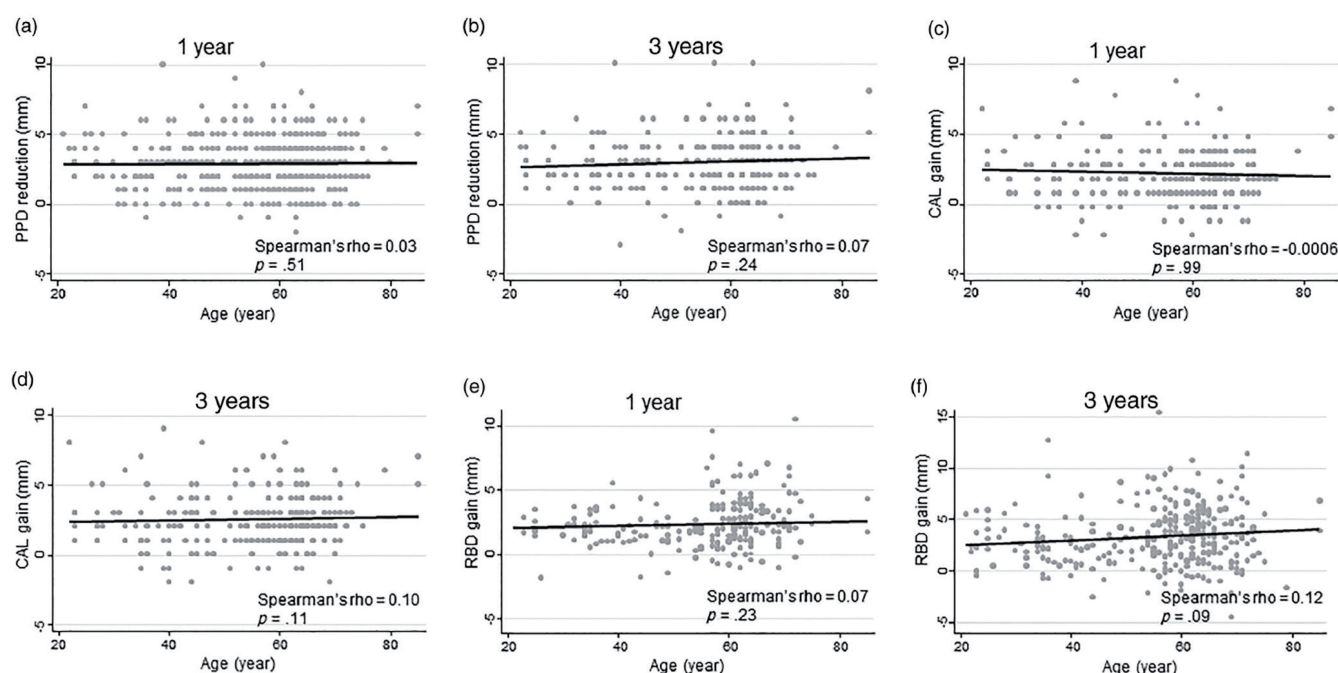 (a)
1 year
PPD reduction (mm)
10
5
0
-5
Spearman's rho = 0.03
p = .51
20 40 60 80
Age (year)
(b)
3 years
PPD reduction (mm)
10
5
0
-5
Spearman's rho = 0.07
p = .24
20 40 60 80
Age (year)
(c)
1 year
CAL gain (mm)
10
5
0
-5
Spearman's rho = -0.0006
p = .99
20 40 60 80
Age (year)
(d)
3 years
CAL gain (mm)
10
5
0
-5
Spearman's rho = 0.10
p = .11
20 40 60 80
Age (year)
(e)
1 year
RBD gain (mm)
10
5
0
-5
Spearman's rho = 0.07
p = .23
20 40 60 80
Age (year)
(f)
3 years
RBD gain (mm)
15
10
5
0
-5
Spearman's rho = 0.12
p = .09
20 40 60 80
Age (year)